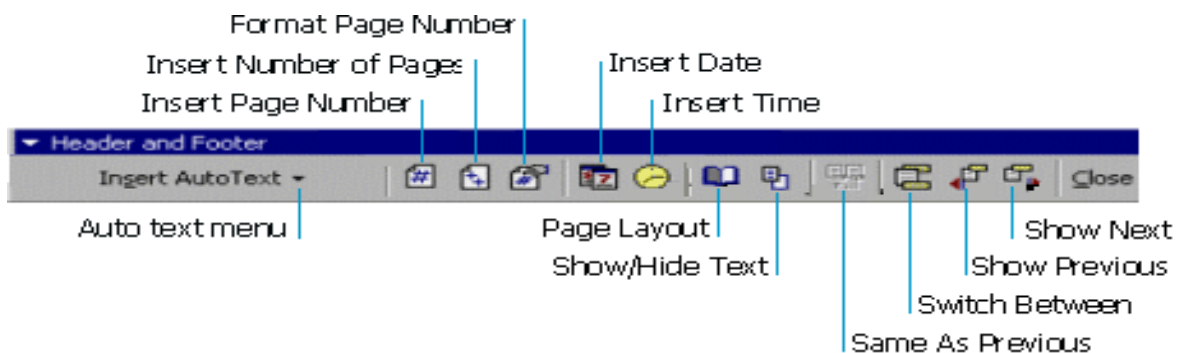 Format Page Number
Insert Number of Pages
Insert Date
Insert Page Number
Insert Time
Header and Footer
Insert AutoText
Close
Auto text menu
Page Layout
Show Next
Show/Hide Text
Show Previous
Switch Between
Same As Previous